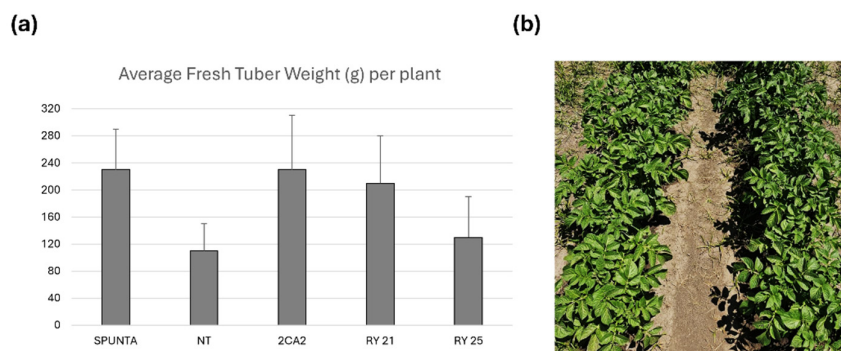 (a)
(b)
Average Fresh Tuber Weight (g) per plant
320
280
240
200
160
120
80
40
0
SPUNTA NT 2CA2 RY 21 RY 25